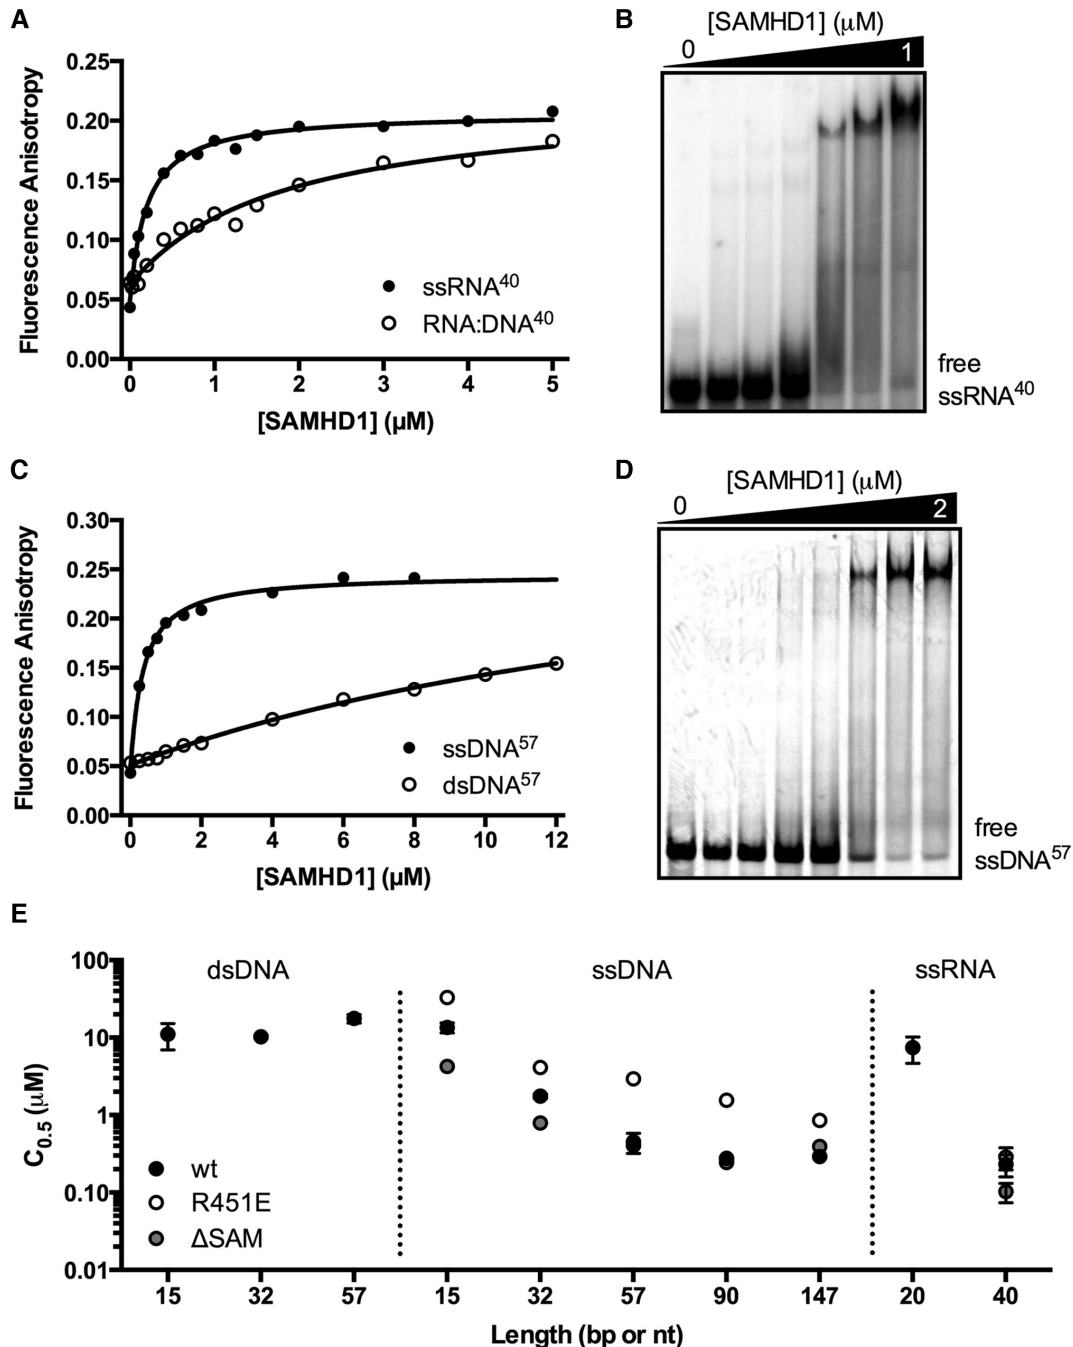 A
Fluorescence Anisotropy
0.25
0.20
0.15
0.10
0.05
0.00
ssRNA⁴⁰
RNA:DNA⁴⁰
0 1 2 3 4 5
[SAMHD1] (µM)
B
[SAMHD1] (µM)
0 1
free
ssRNA⁴⁰
C
Fluorescence Anisotropy
0.30
0.25
0.20
0.15
0.10
0.05
0.00
ssDNA⁵⁷
dsDNA⁵⁷
0 2 4 6 8 10 12
[SAMHD1] (µM)
D
[SAMHD1] (µM)
0 2
free
ssDNA⁵⁷
E
C₀.₅ (µM)
100
10
1
0.10
0.01
dsDNA ssDNA ssRNA
wt
R451E
ΔSAM
15 32 57 15 32 57 90 147 20 40
Length (bp or nt)